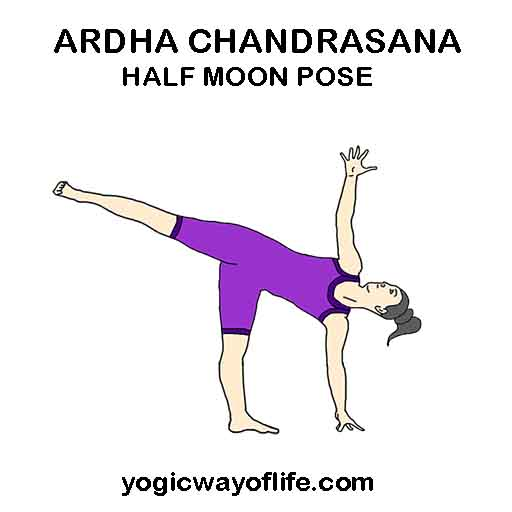 ARDHA CHANDRASANA
HALF MOON POSE
yogicwayoflife.com